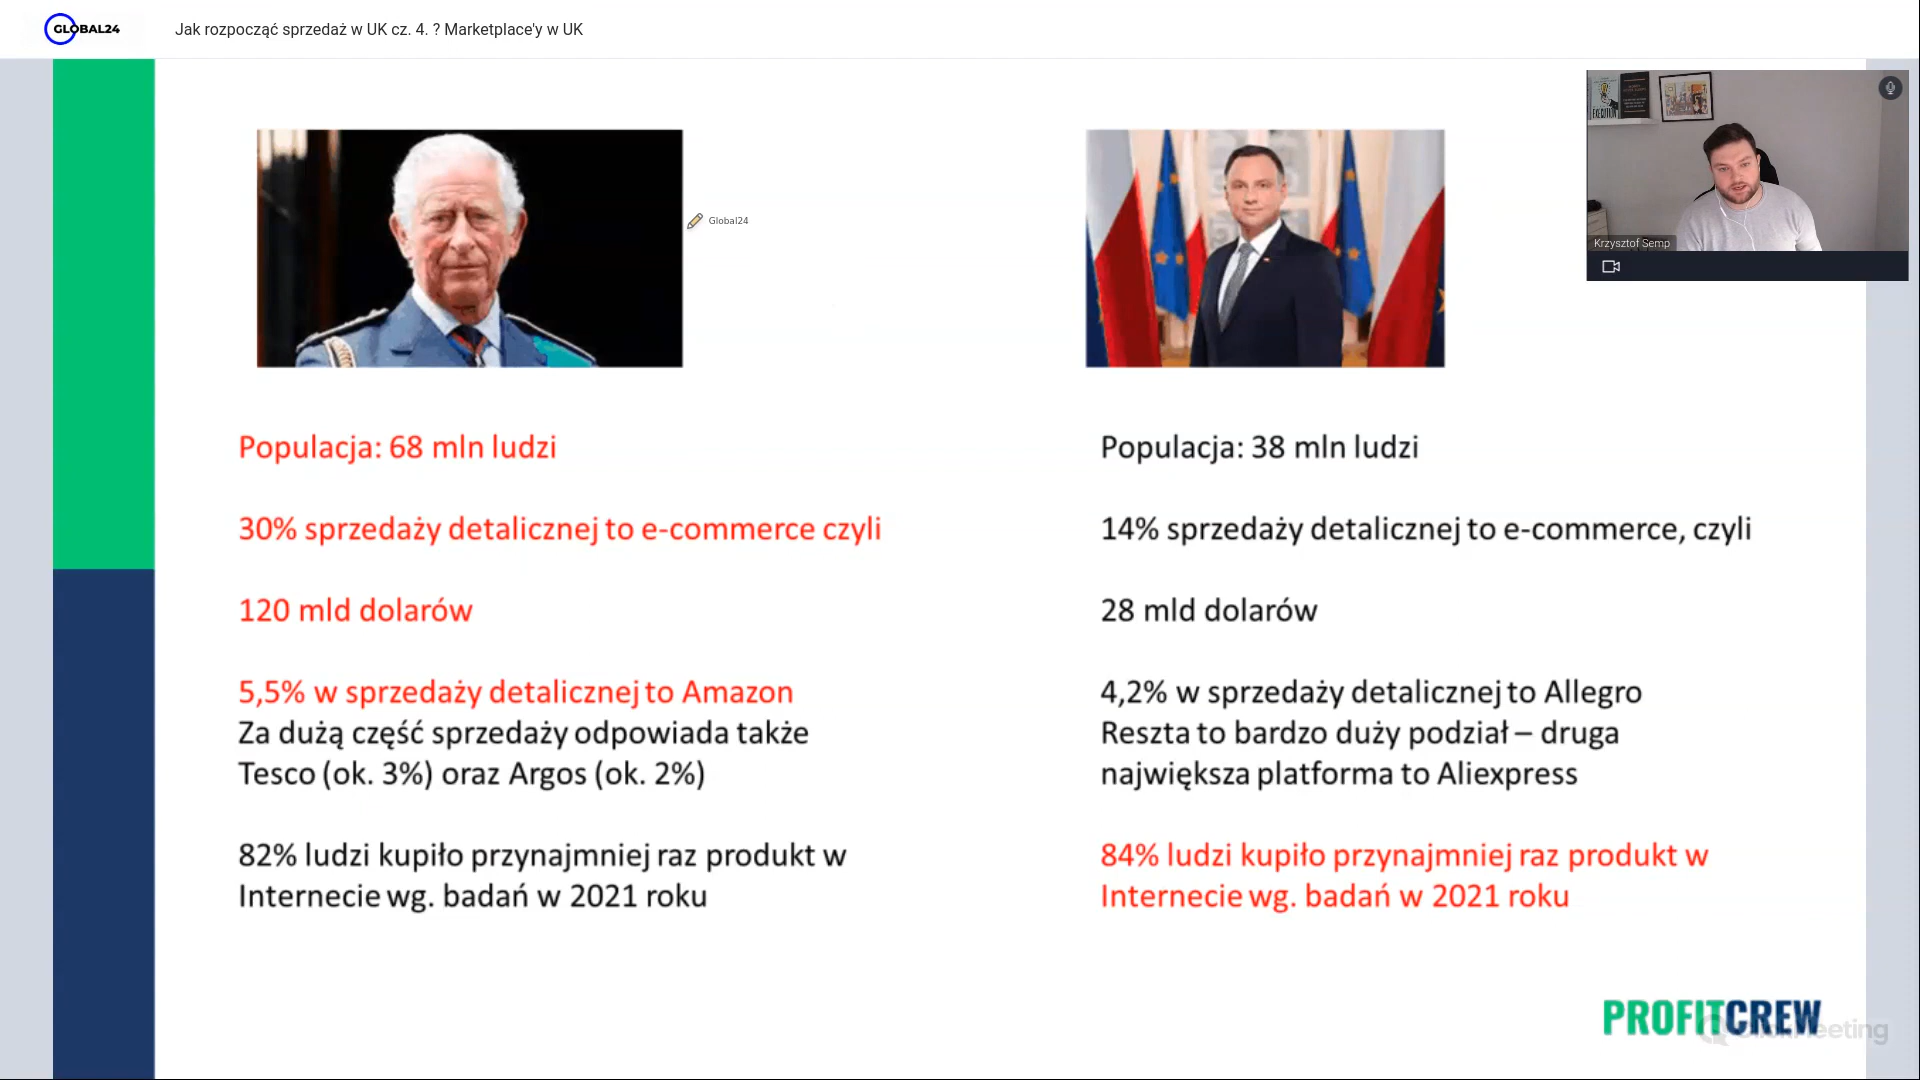 GLOBAL24
Jak rozpocząć sprzedaż w UK cz. 4. ? Marketplace'y w UK
Global24
EXECUTION
Krzysztof Semp
Populacja: 68 mln ludzi
30% sprzedaży detalicznej to e-commerce czyli
120 mld dolarów
5,5% w sprzedaży detalicznej to Amazon
Za dużą część sprzedaży odpowiada także
Tesco (ok. 3%) oraz Argos (ok. 2%)
82% ludzi kupiło przynajmniej raz produkt w
Internecie wg. badań w 2021 roku
Populacja: 38 mln ludzi
14% sprzedaży detalicznej to e-commerce, czyli
28 mld dolarów
4,2% w sprzedaży detalicznej to Allegro
Reszta to bardzo duży podział – druga
największa platforma to Aliexpress
84% ludzi kupiło przynajmniej raz produkt w
Internecie wg. badań w 2021 roku
PROFITCREW
ClickMeeting